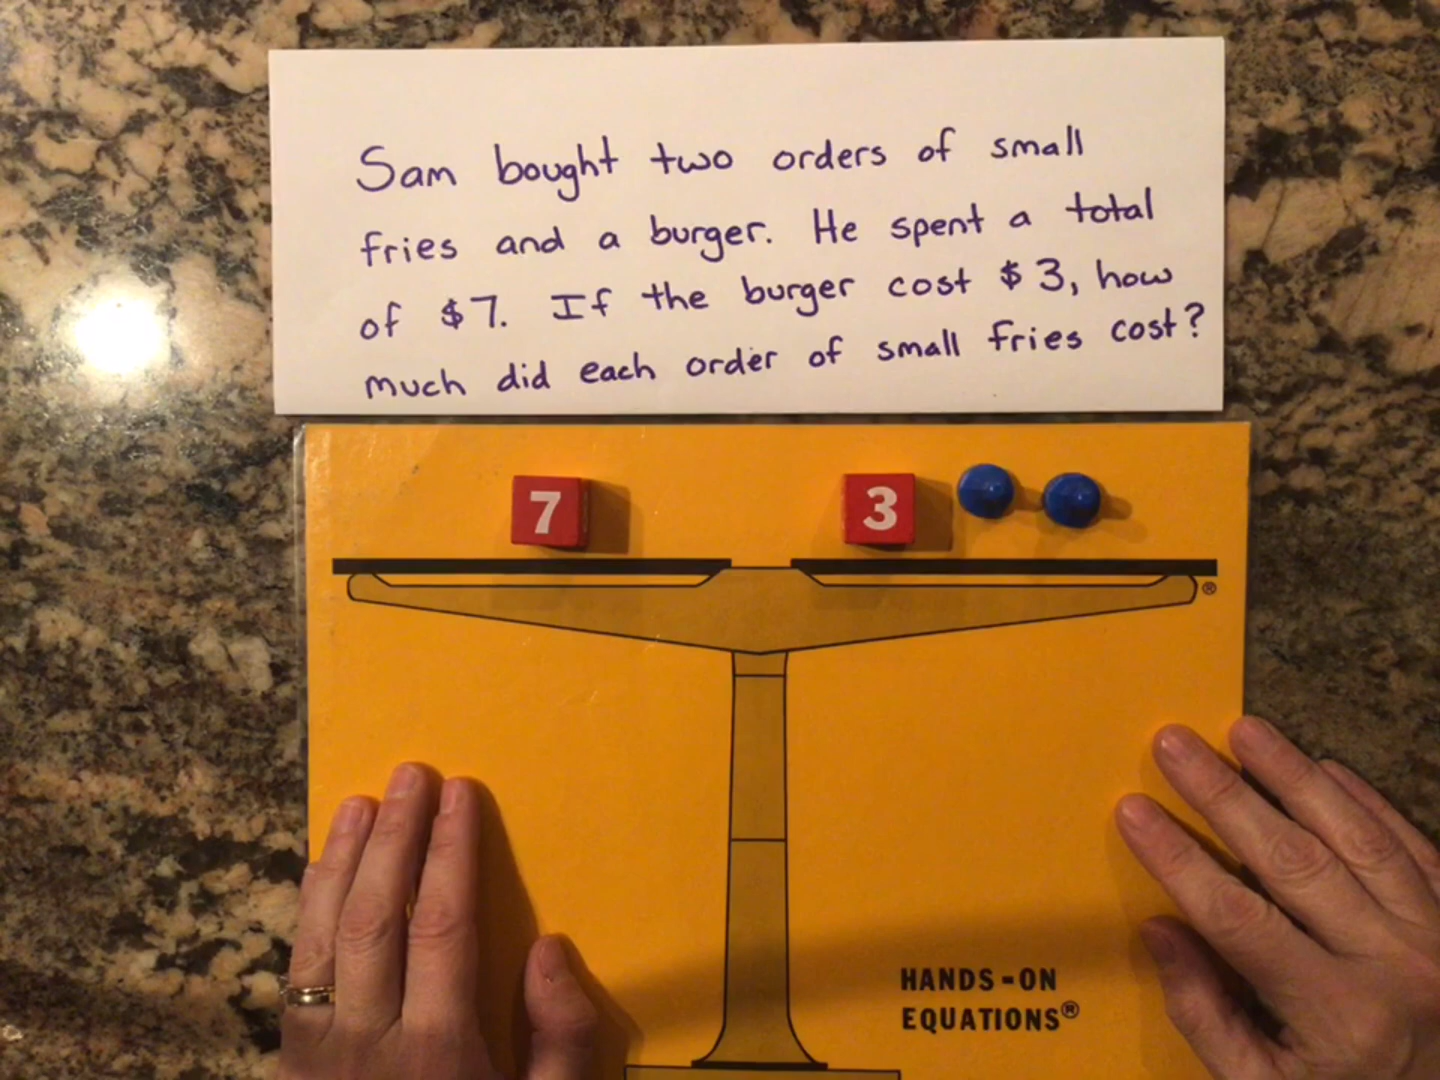 Sam bought two orders of small
fries and a burger. He spent a total
of $7. If the burger cost $3, how
much did each order of small fries cost?
7 3
®
HANDS-ON
EQUATIONS®